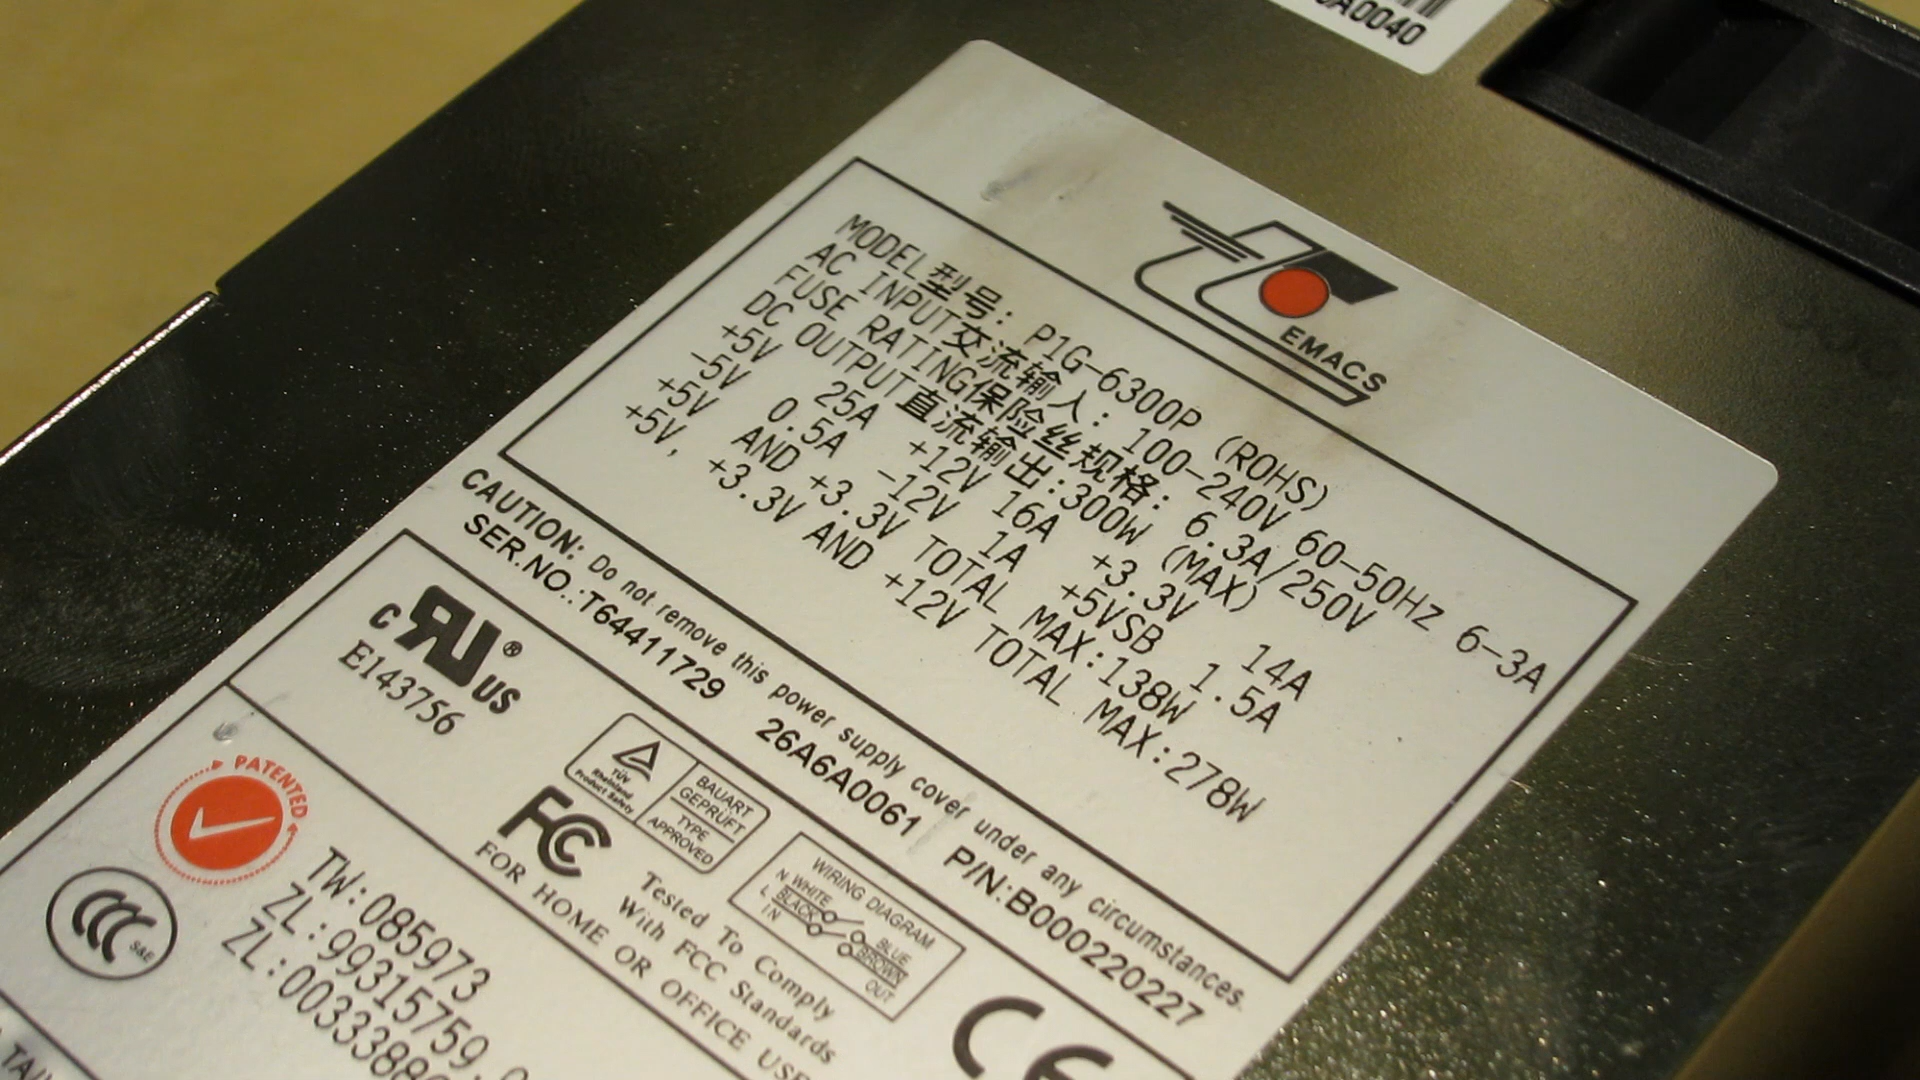 0A0040
EMACS
MODEL型号: P1G-6300P (ROHS)
AC INPUT交流输入: 100-240V 60-50Hz 6-3A
FUSE RATING保险丝规格: 6.3A/250V
DC OUTPUT直流输出:300W (MAX)
+5V 25A +12V 16A +3.3V 14A
-5V 0.5A -12V 1A +5VSB 1.5A
+5V AND +3.3V TOTAL MAX:138W
+5V, +3.3V AND +12V TOTAL MAX:278W
CAUTION: Do not remove this power supply cover under any circumstances.
SER.NO.:T64411729 26A6A0061 P/N:B000220227
c RU ® US
E143756
TÜV
Rheinland
Product Safety
BAUART
GEPRÜFT
TYPE
APPROVED
FC
Tested To Comply
With FCC Standards
FOR HOME OR OFFICE USE
WIRING DIAGRAM
N WHITE
L BLACK
IN
BLUE
BROWN
OUT
CE
PATENTED
CCC S&E
TW:085973
ZL:99315759
ZL:0033388